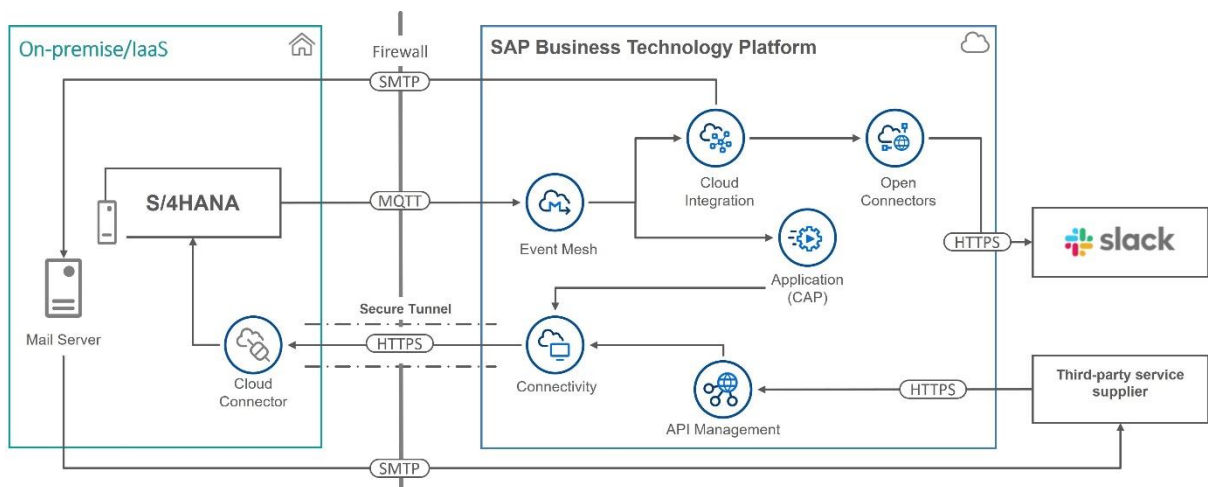 On-premise/IaaS
Firewall
SAP Business Technology Platform
SMTP
S/4HANA
MQTT
Event Mesh
Cloud
Integration
Open
Connectors
HTTPS
slack
Application
(CAP)
Mail Server
Secure Tunnel
HTTPS
Cloud
Connector
Connectivity
API Management
HTTPS
Third-party service
supplier
SMTP